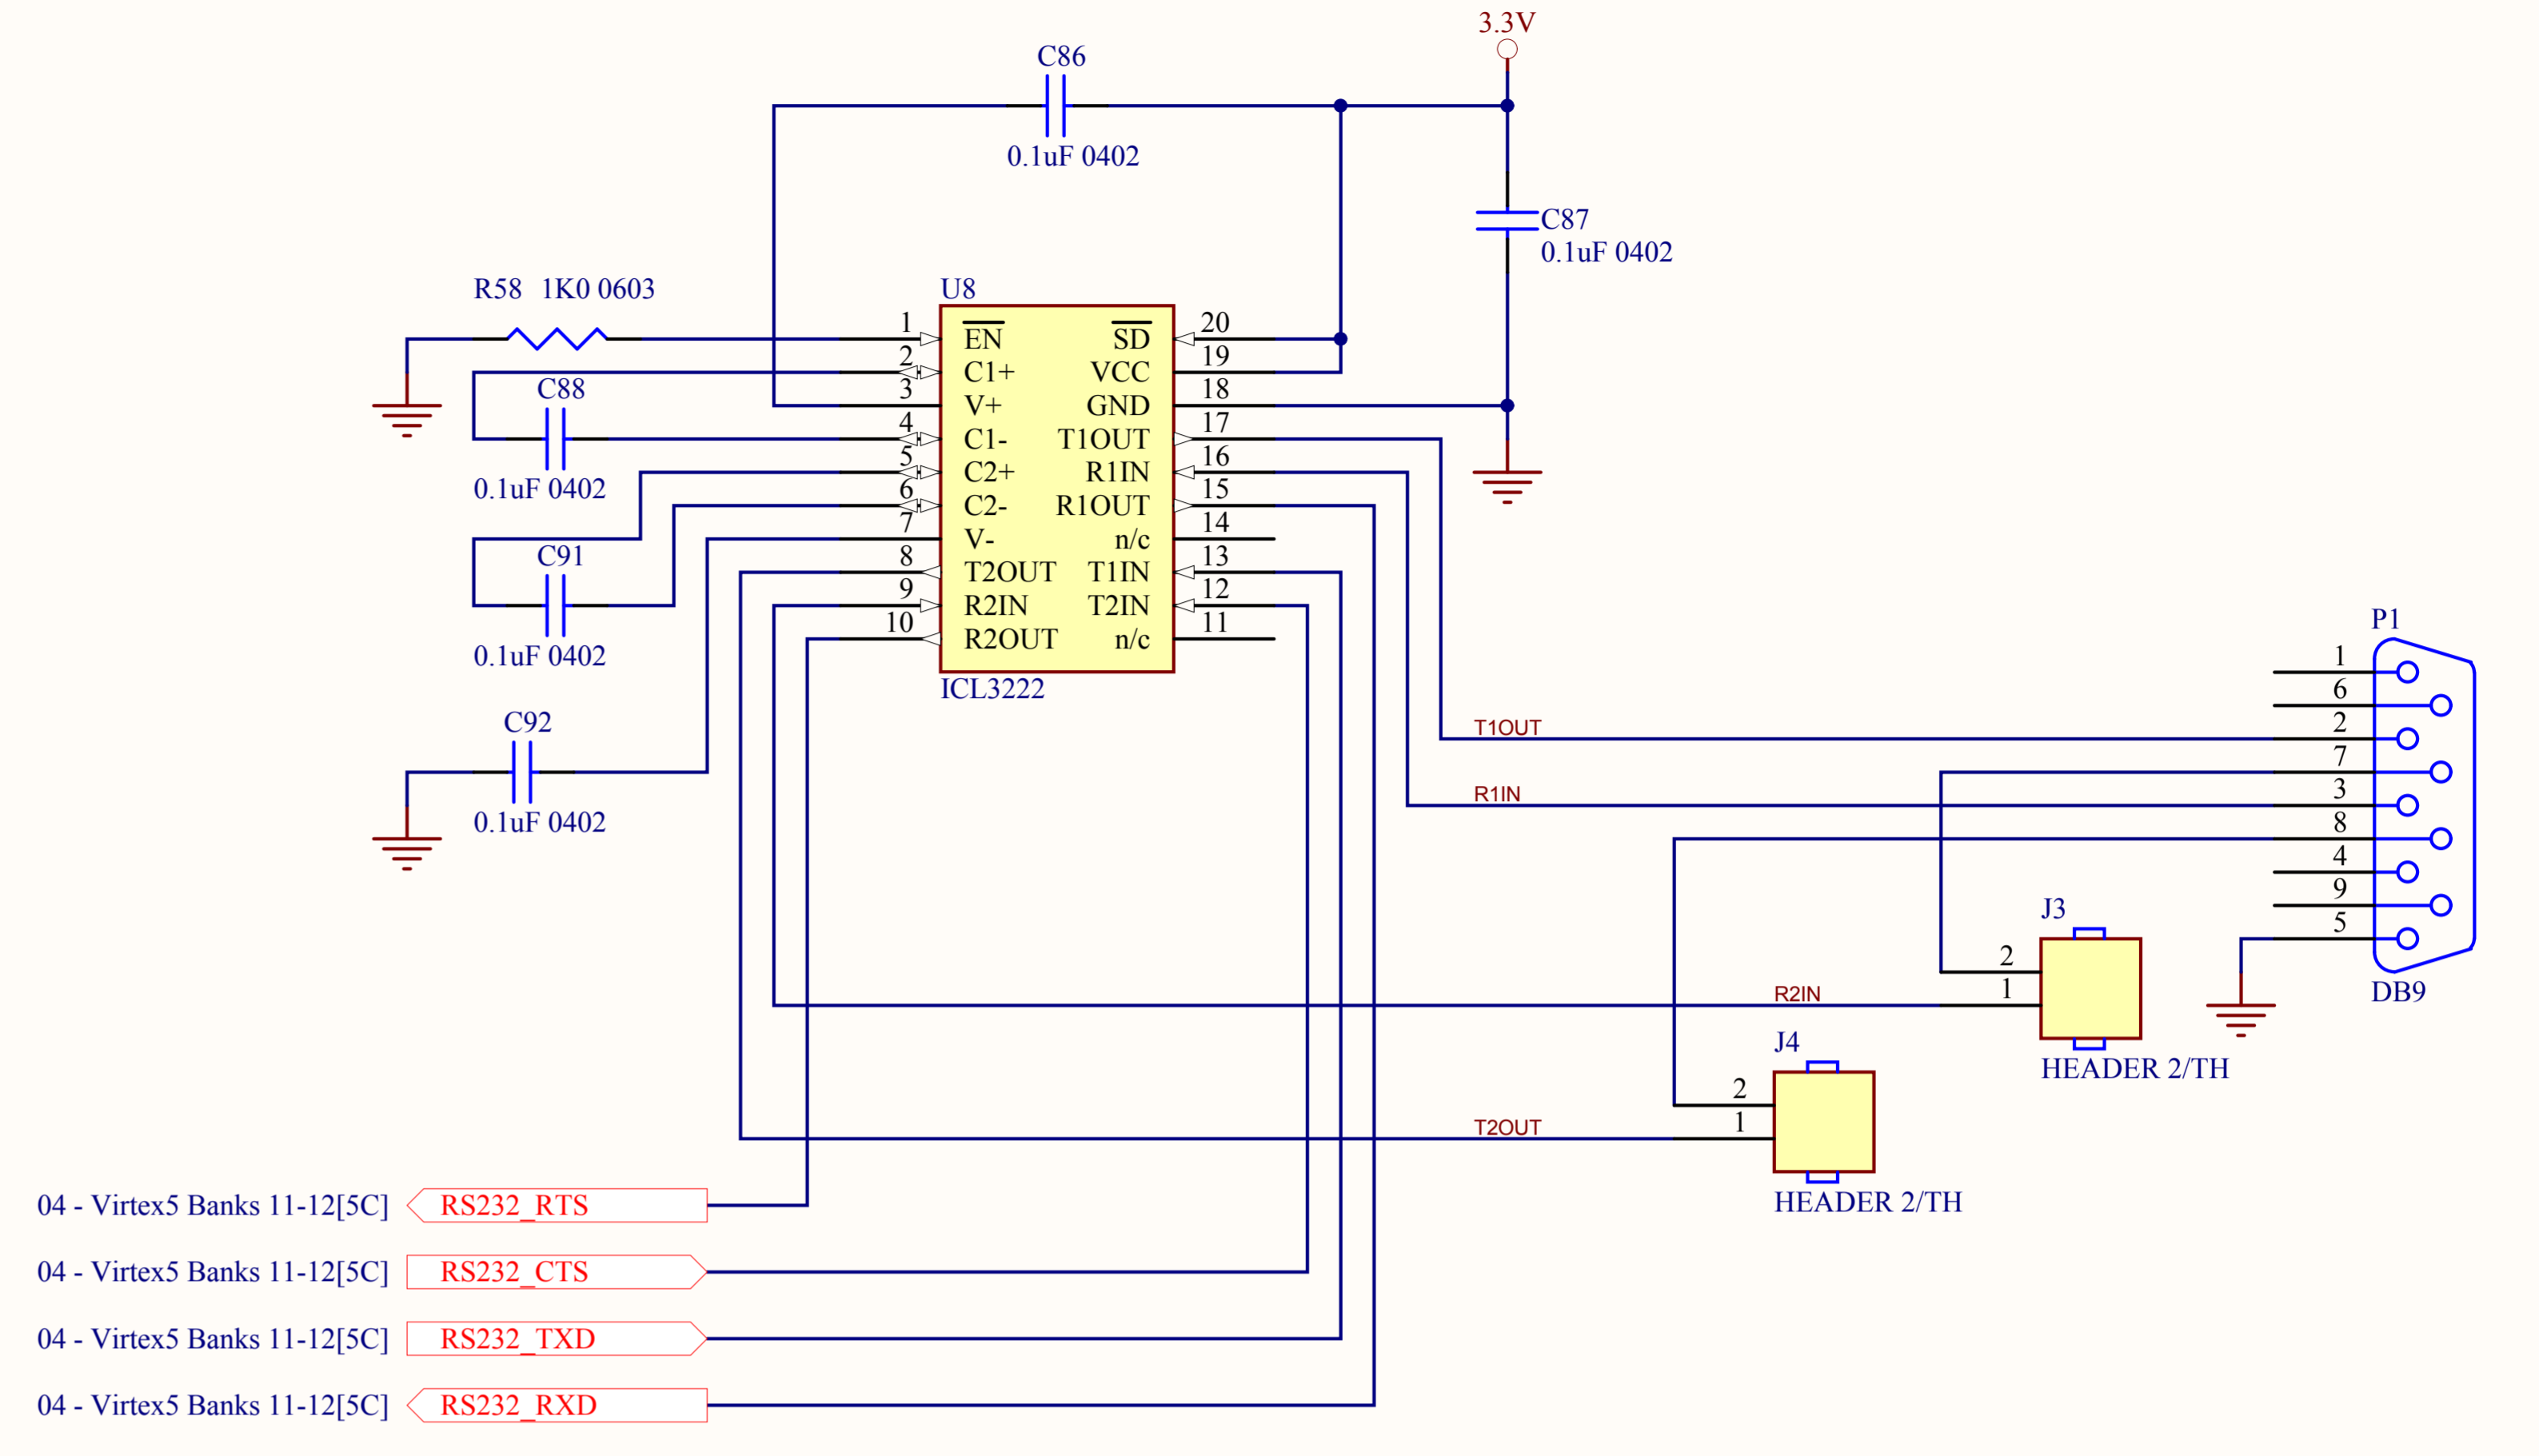 3.3V
C86
0.1uF 0402
C87
0.1uF 0402
R58 1K0 0603
U8
1 EN SD 20
2 C1+ VCC 19
3 V+ GND 18
4 C1- T1OUT 17
5 C2+ R1IN 16
6 C2- R1OUT 15
7 V- n/c 14
8 T2OUT T1IN 13
9 R2IN T2IN 12
10 R2OUT n/c 11
ICL3222
C88
0.1uF 0402
C91
0.1uF 0402
C92
0.1uF 0402
P1
1
6
T1OUT 2
7
R1IN 3
8
4
9
5
DB9
J3
2
R2IN 1
HEADER 2/TH
J4
2
T2OUT 1
HEADER 2/TH
04 - Virtex5 Banks 11-12[5C] RS232_RTS
04 - Virtex5 Banks 11-12[5C] RS232_CTS
04 - Virtex5 Banks 11-12[5C] RS232_TXD
04 - Virtex5 Banks 11-12[5C] RS232_RXD